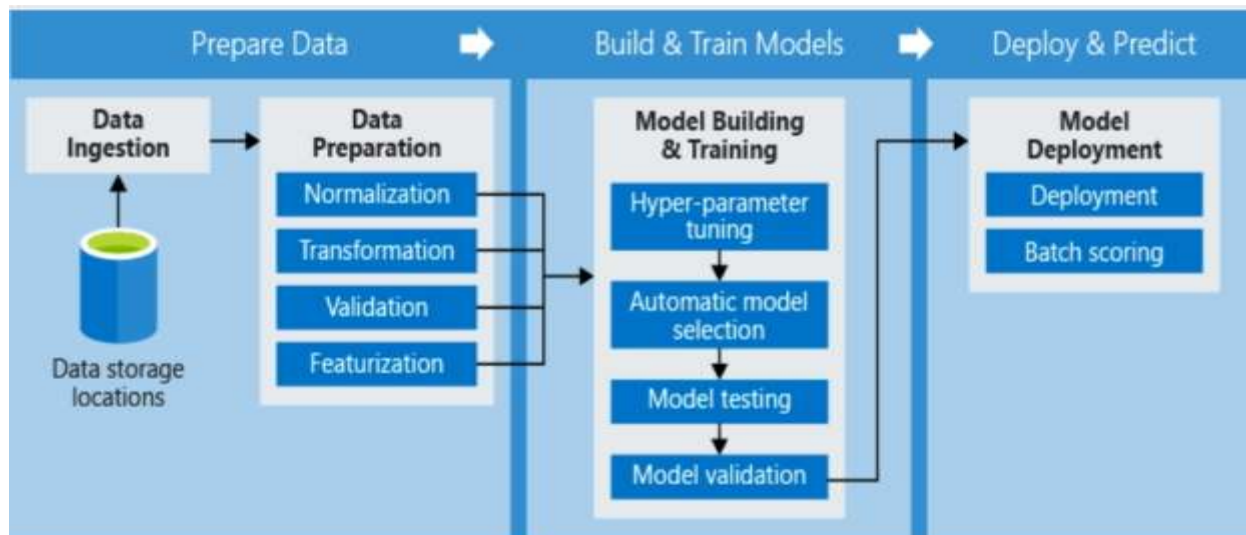 Prepare Data
Build & Train Models
Deploy & Predict
Data
Ingestion
Data storage
locations
Data
Preparation
Normalization
Transformation
Validation
Featurization
Model Building
& Training
Hyper-parameter
tuning
Automatic model
selection
Model testing
Model validation
Model
Deployment
Deployment
Batch scoring